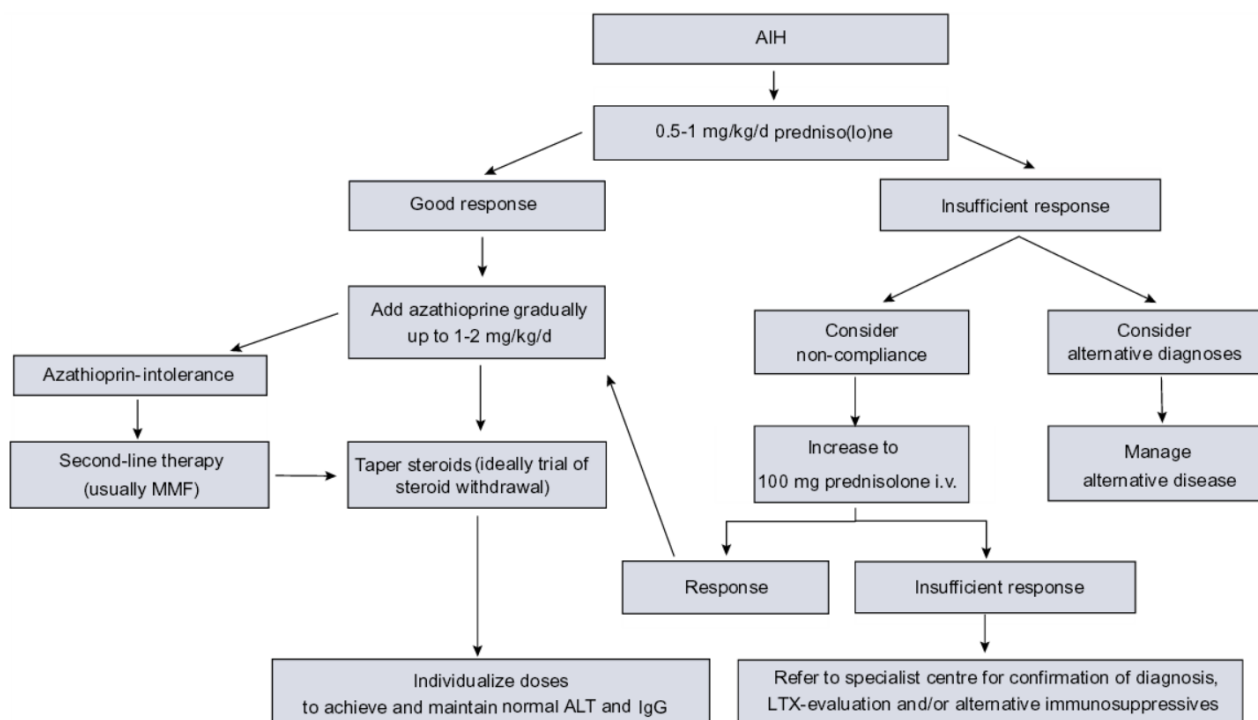 AIH
0.5-1 mg/kg/d predniso(lo)ne
Good response
Insufficient response
Add azathioprine gradually
up to 1-2 mg/kg/d
Consider
non-compliance
Consider
alternative diagnoses
Azathioprin-intolerance
Second-line therapy
(usually MMF)
Taper steroids (ideally trial of
steroid withdrawal)
Increase to
100 mg prednisolone i.v.
Manage
alternative disease
Response
Insufficient response
Individualize doses
to achieve and maintain normal ALT and IgG
Refer to specialist centre for confirmation of diagnosis,
LTX-evaluation and/or alternative immunosuppressives